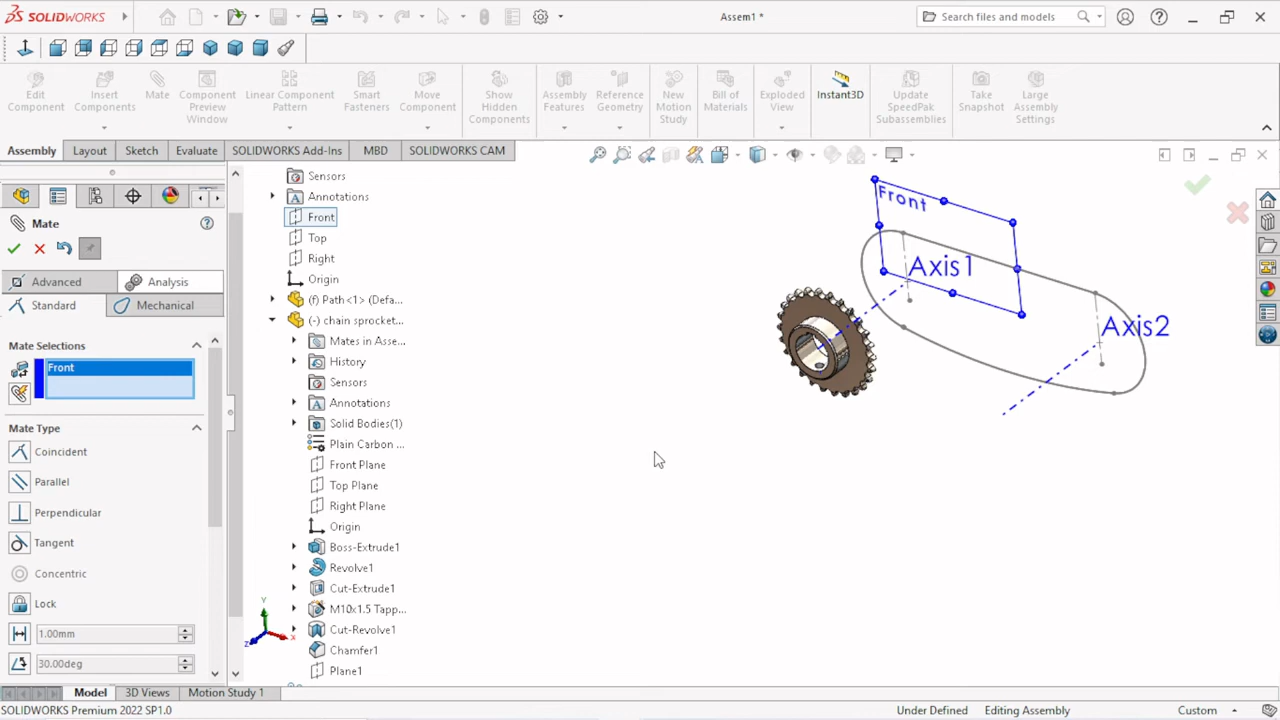 SOLIDWORKS
Assem1 *
Search files and models
Edit Component
Insert Components
Mate
Component Preview Window
Linear Component Pattern
Smart Fasteners
Move Component
Show Hidden Components
Assembly Features
Reference Geometry
New Motion Study
Bill of Materials
Exploded View
Instant3D
Update SpeedPak Subassemblies
Take Snapshot
Large Assembly Settings
Assembly
Layout
Sketch
Evaluate
SOLIDWORKS Add-Ins
MBD
SOLIDWORKS CAM
Mate
Advanced
Analysis
Standard
Mechanical
Mate Selections
Front
Mate Type
Coincident
Parallel
Perpendicular
Tangent
Concentric
Lock
1.00mm
30.00deg
Sensors
Annotations
Front
Top
Right
Origin
(f) Path<1> (Defa...
(-) chain sprocket...
Mates in Asse...
History
Sensors
Annotations
Solid Bodies(1)
Plain Carbon ...
Front Plane
Top Plane
Right Plane
Origin
Boss-Extrude1
Revolve1
Cut-Extrude1
M10x1.5 Tapp...
Cut-Revolve1
Chamfer1
Plane1
Front
Axis1
Axis2
Y
X
Z
Model
3D Views
Motion Study 1
SOLIDWORKS Premium 2022 SP1.0
Under Defined
Editing Assembly
Custom